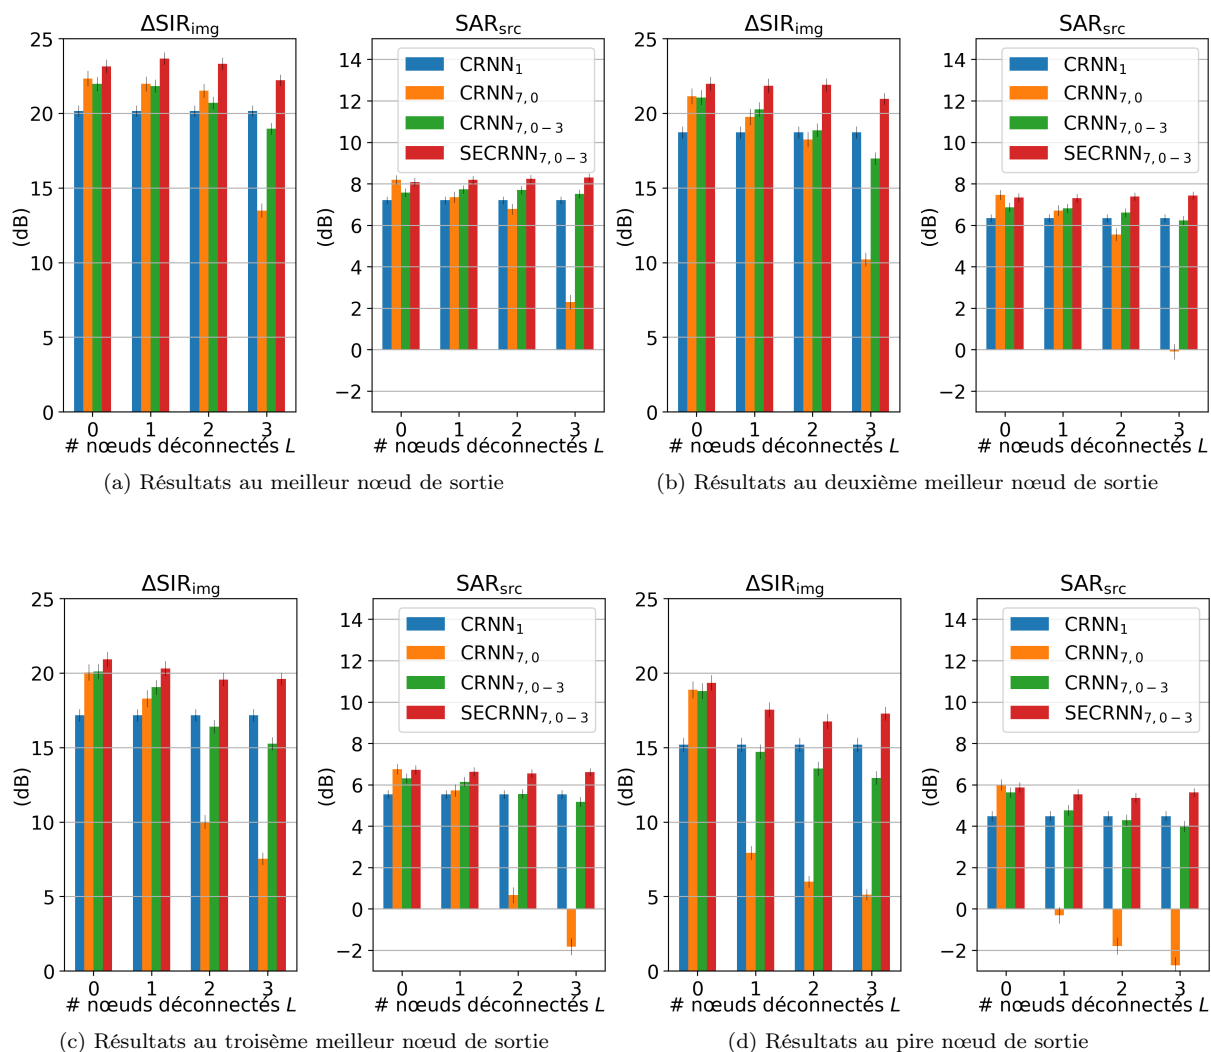 ΔSIR_img
25
20
15
10
5
0
(dB)
0 1 2 3
# nœuds déconnectés L
SAR_src
14
12
10
8
6
4
2
0
−2
(dB)
CRNN_1
CRNN_7,0
CRNN_7,0−3
SECRNN_7,0−3
0 1 2 3
# nœuds déconnectés L
(a) Résultats au meilleur nœud de sortie
ΔSIR_img
25
20
15
10
5
0
(dB)
0 1 2 3
# nœuds déconnectés L
SAR_src
14
12
10
8
6
4
2
0
−2
(dB)
CRNN_1
CRNN_7,0
CRNN_7,0−3
SECRNN_7,0−3
0 1 2 3
# nœuds déconnectés L
(b) Résultats au deuxième meilleur nœud de sortie
ΔSIR_img
25
20
15
10
5
0
(dB)
0 1 2 3
# nœuds déconnectés L
SAR_src
14
12
10
8
6
4
2
0
−2
(dB)
CRNN_1
CRNN_7,0
CRNN_7,0−3
SECRNN_7,0−3
0 1 2 3
# nœuds déconnectés L
(c) Résultats au troisième meilleur nœud de sortie
ΔSIR_img
25
20
15
10
5
0
(dB)
0 1 2 3
# nœuds déconnectés L
SAR_src
14
12
10
8
6
4
2
0
−2
(dB)
CRNN_1
CRNN_7,0
CRNN_7,0−3
SECRNN_7,0−3
0 1 2 3
# nœuds déconnectés L
(d) Résultats au pire nœud de sortie